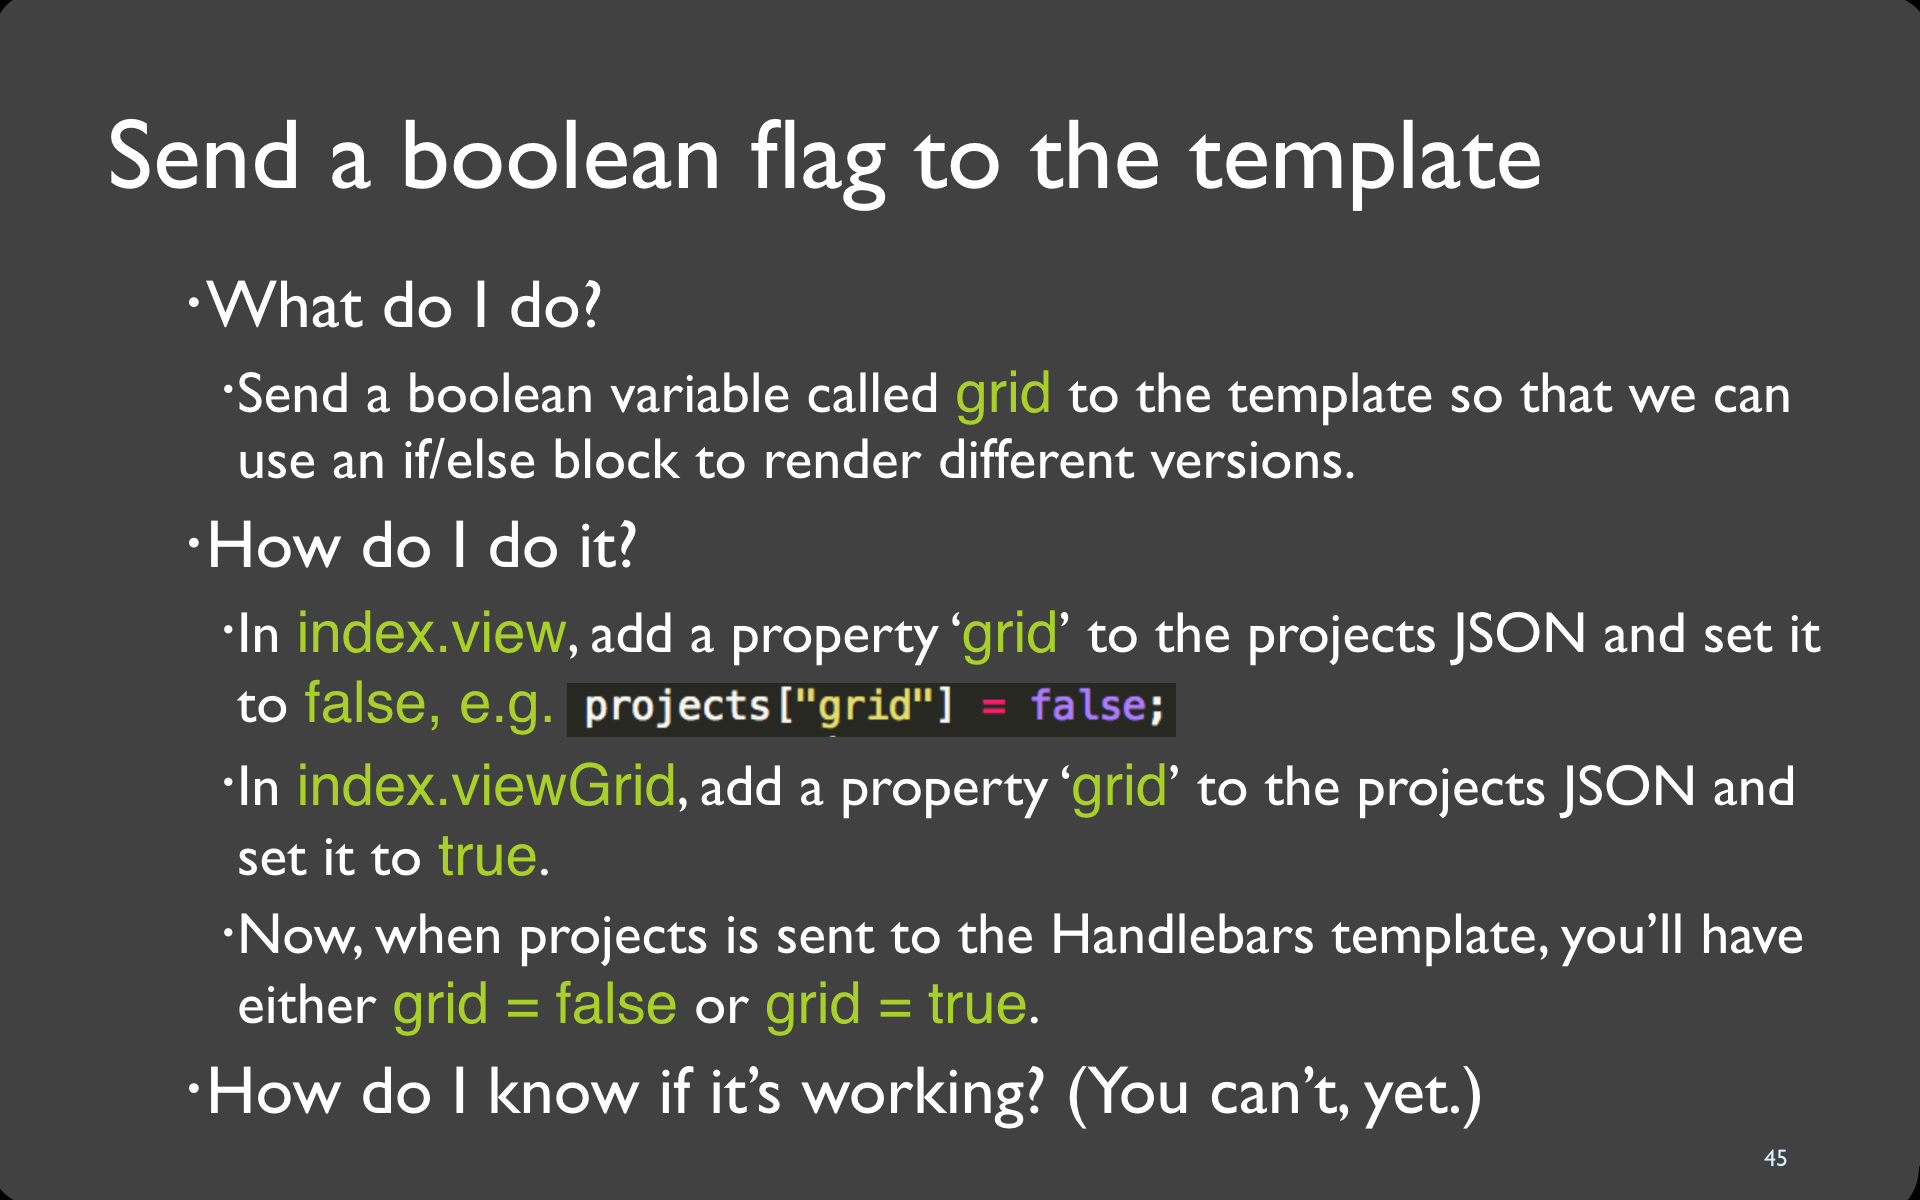 Send a boolean flag to the template
·What do I do?
·Send a boolean variable called grid to the template so that we can
use an if/else block to render different versions.
·How do I do it?
·In index.view, add a property ‘grid’ to the projects JSON and set it
to false, e.g. projects["grid"] = false;
·In index.viewGrid, add a property ‘grid’ to the projects JSON and
set it to true.
·Now, when projects is sent to the Handlebars template, you’ll have
either grid = false or grid = true.
·How do I know if it’s working? (You can’t, yet.)
45